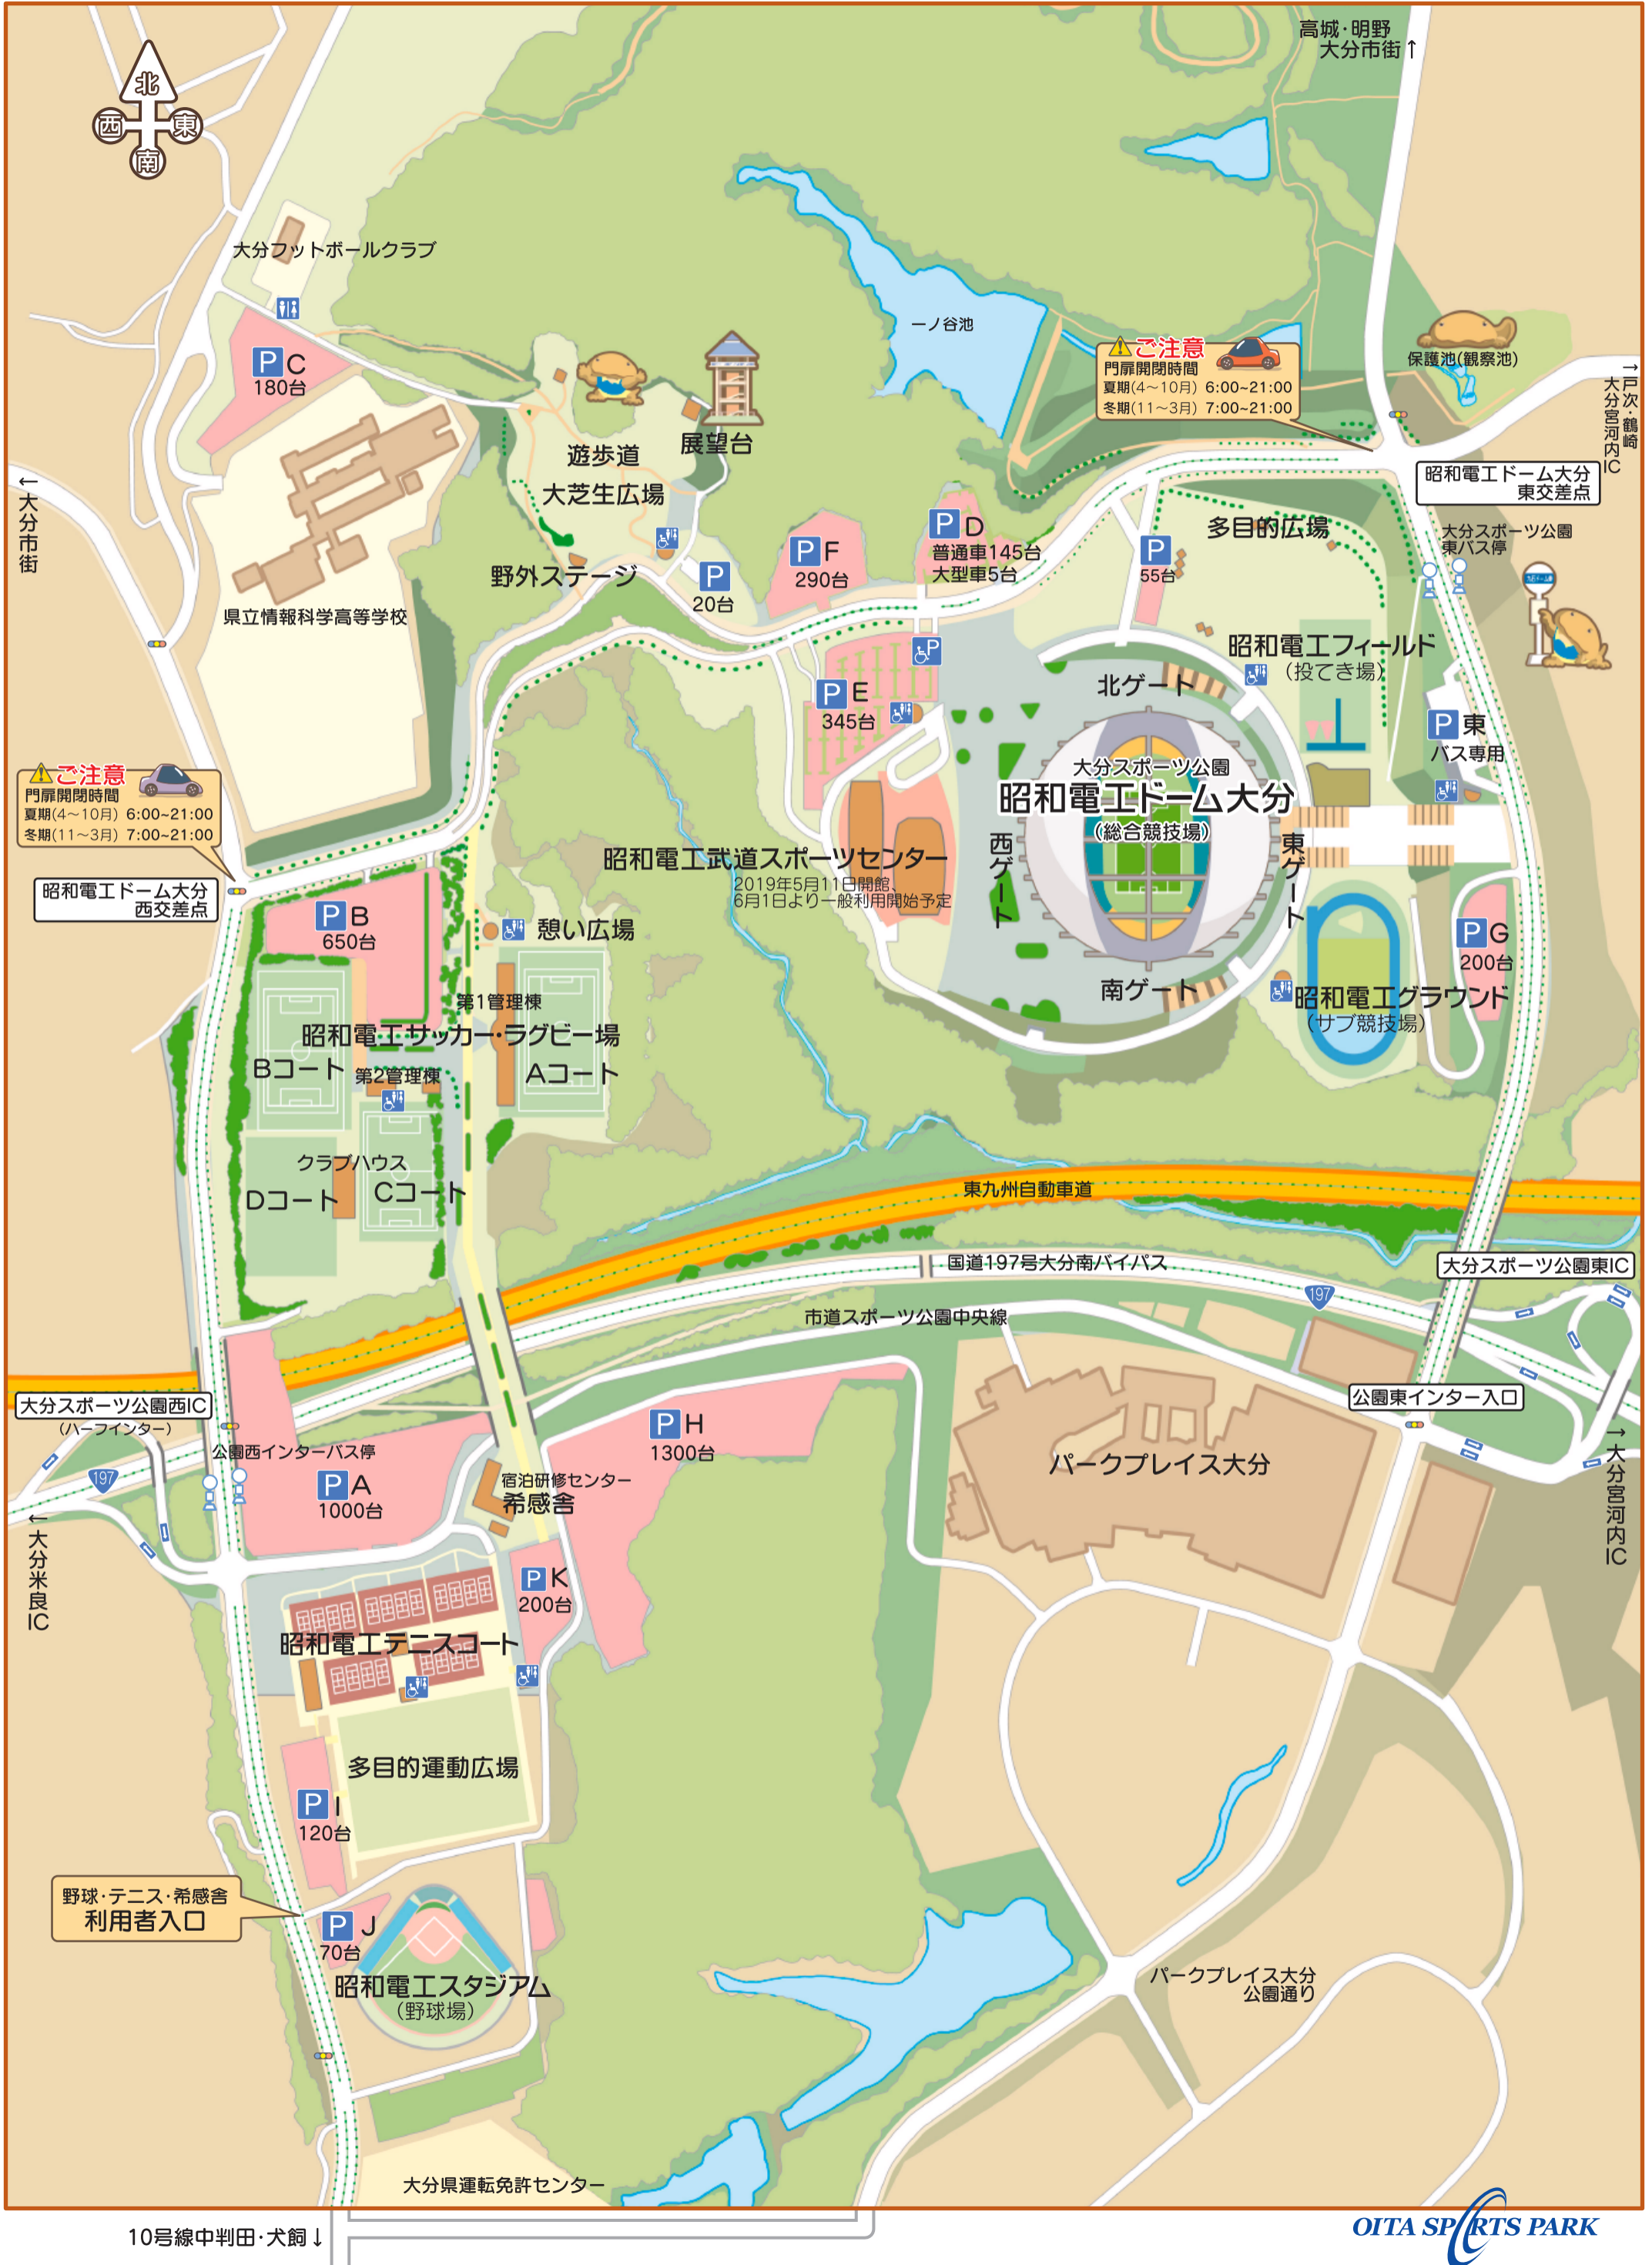 北
西
東
南
高城・明野
大分市街↑
大分フットボールクラブ
P C
180台
一ノ谷池
ご注意
門扉開閉時間
夏期(4～10月) 6:00~21:00
冬期(11～3月) 7:00~21:00
保護池(観察池)
→戸次・鶴崎
大分宮河内IC
展望台
遊歩道
大芝生広場
昭和電工ドーム大分
東交差点
←大分市街
P D
普通車145台
大型車5台
多目的広場
大分スポーツ公園
東バス停
P F
290台
P
55台
野外ステージ
P
20台
県立情報科学高等学校
昭和電工フィールド
(投てき場)
P
P E
345台
北ゲート
P 東
バス専用
大分スポーツ公園
昭和電工ドーム大分
(総合競技場)
ご注意
門扉開閉時間
夏期(4～10月) 6:00~21:00
冬期(11～3月) 7:00~21:00
西ゲート
東ゲート
昭和電工武道スポーツセンター
2019年5月11日開館、
6月1日より一般利用開始予定
昭和電工ドーム大分
西交差点
P B
650台
憩い広場
P G
200台
南ゲート
昭和電工グラウンド
(サブ競技場)
第1管理棟
昭和電工サッカー・ラグビー場
Bコート
第2管理棟
Aコート
クラブハウス
Dコート
Cコート
東九州自動車道
国道197号大分南バイパス
大分スポーツ公園東IC
197
市道スポーツ公園中央線
大分スポーツ公園西IC
(ハーフインター)
公園東インター入口
P H
1300台
公園西インターバス停
197
P A
1000台
パークプレイス大分
宿泊研修センター
希感舎
→大分宮河内IC
←大分米良IC
P K
200台
昭和電工テニスコート
多目的運動広場
P I
120台
野球・テニス・希感舎
利用者入口
P J
70台
昭和電工スタジアム
(野球場)
パークプレイス大分
公園通り
大分県運転免許センター
10号線中判田・犬飼↓
OITA SPORTS PARK